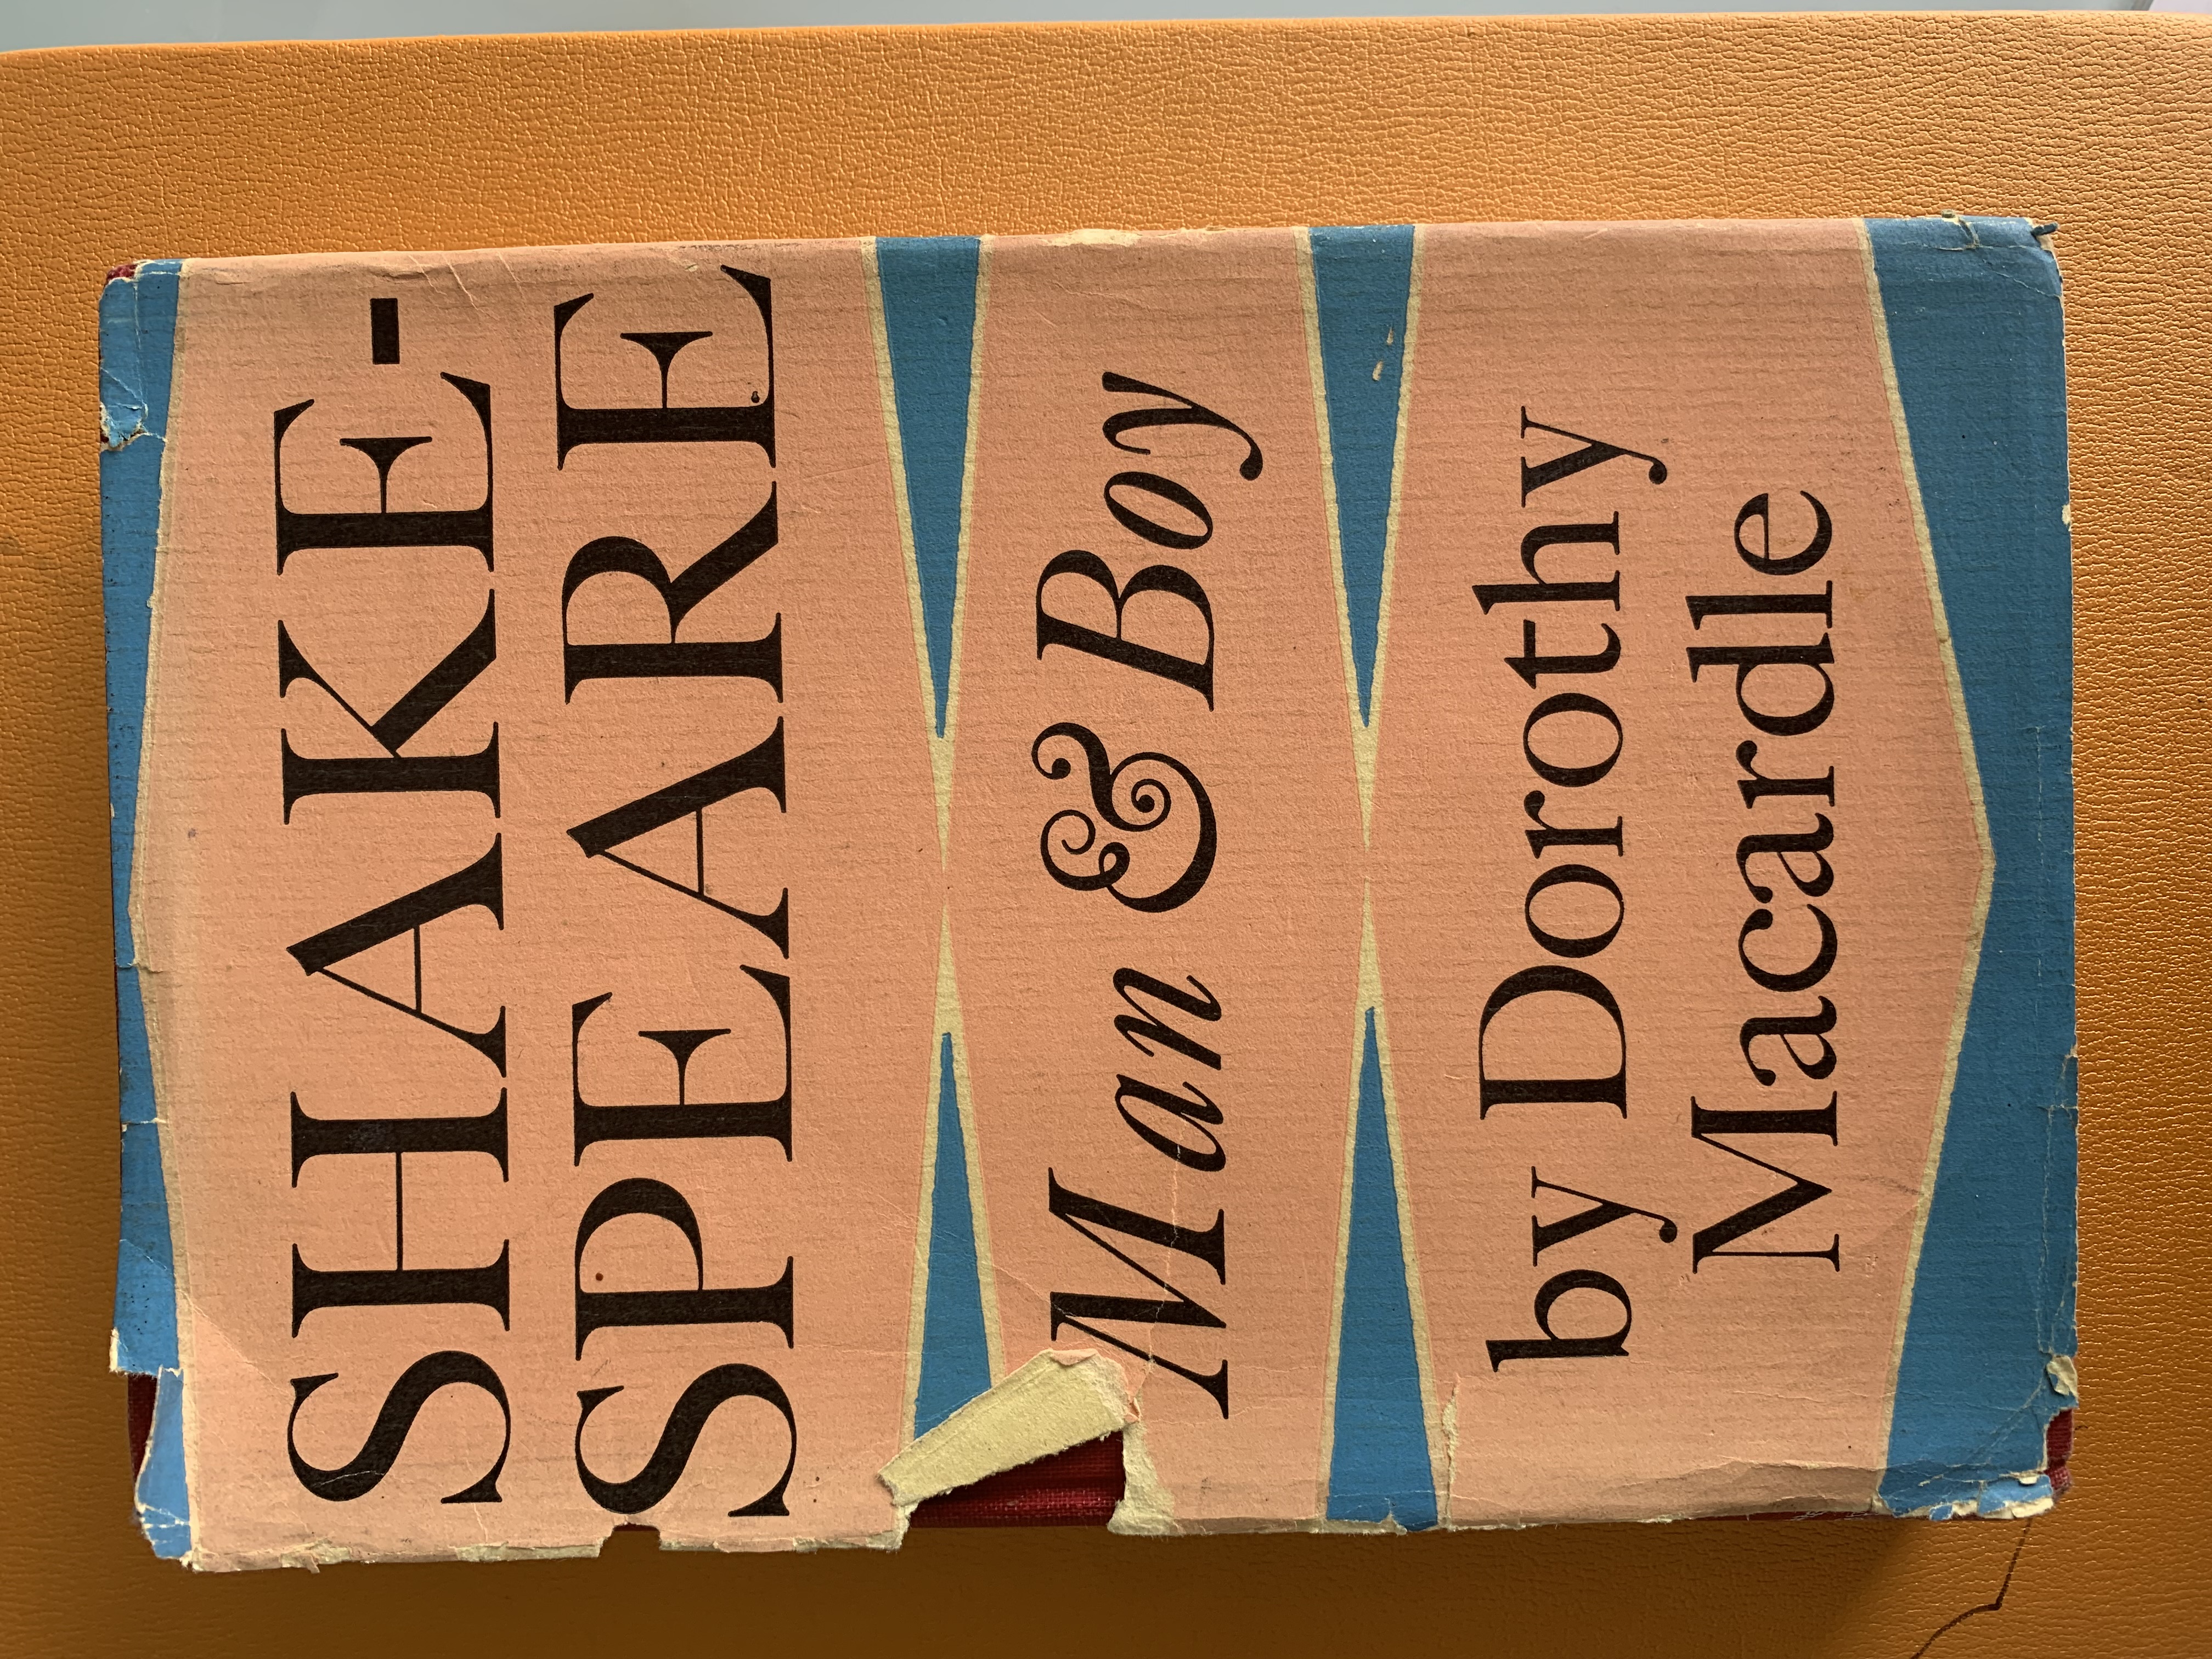 SHAKE-
SPEARE
Man & Boy
by Dorothy
Macardle